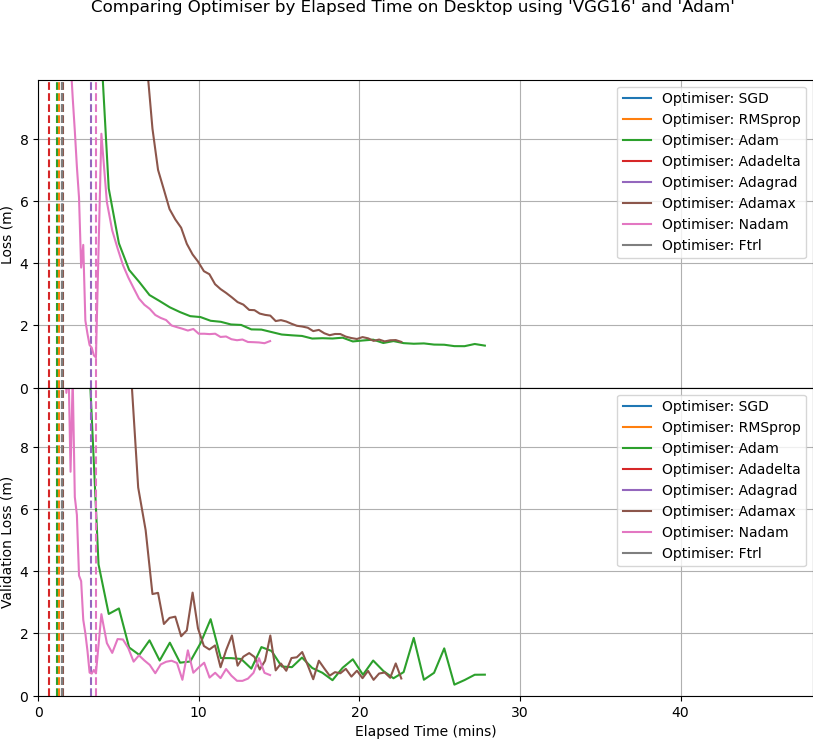 Comparing Optimiser by Elapsed Time on Desktop using 'VGG16' and 'Adam'
Loss (m)
8
6
4
2
0
Optimiser: SGD
Optimiser: RMSprop
Optimiser: Adam
Optimiser: Adadelta
Optimiser: Adagrad
Optimiser: Adamax
Optimiser: Nadam
Optimiser: Ftrl
Validation Loss (m)
8
6
4
2
0
Optimiser: SGD
Optimiser: RMSprop
Optimiser: Adam
Optimiser: Adadelta
Optimiser: Adagrad
Optimiser: Adamax
Optimiser: Nadam
Optimiser: Ftrl
0 10 20 30 40
Elapsed Time (mins)